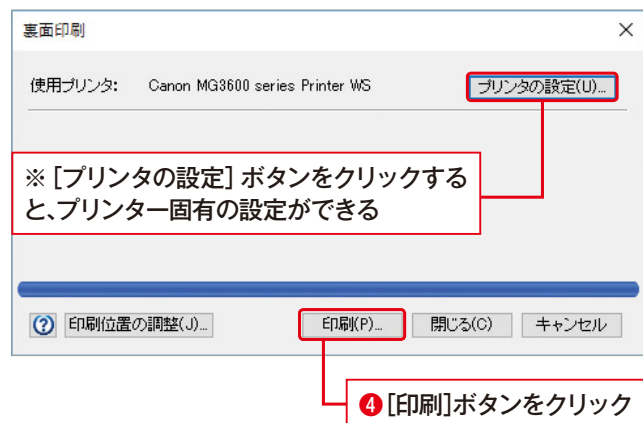 裏面印刷
使用プリンタ: Canon MG3600 series Printer WS プリンタの設定(U)...
※［プリンタの設定］ボタンをクリックする
と、プリンター固有の設定ができる
印刷位置の調整(J)... 印刷(P)... 閉じる(C) キャンセル
❹［印刷］ボタンをクリック